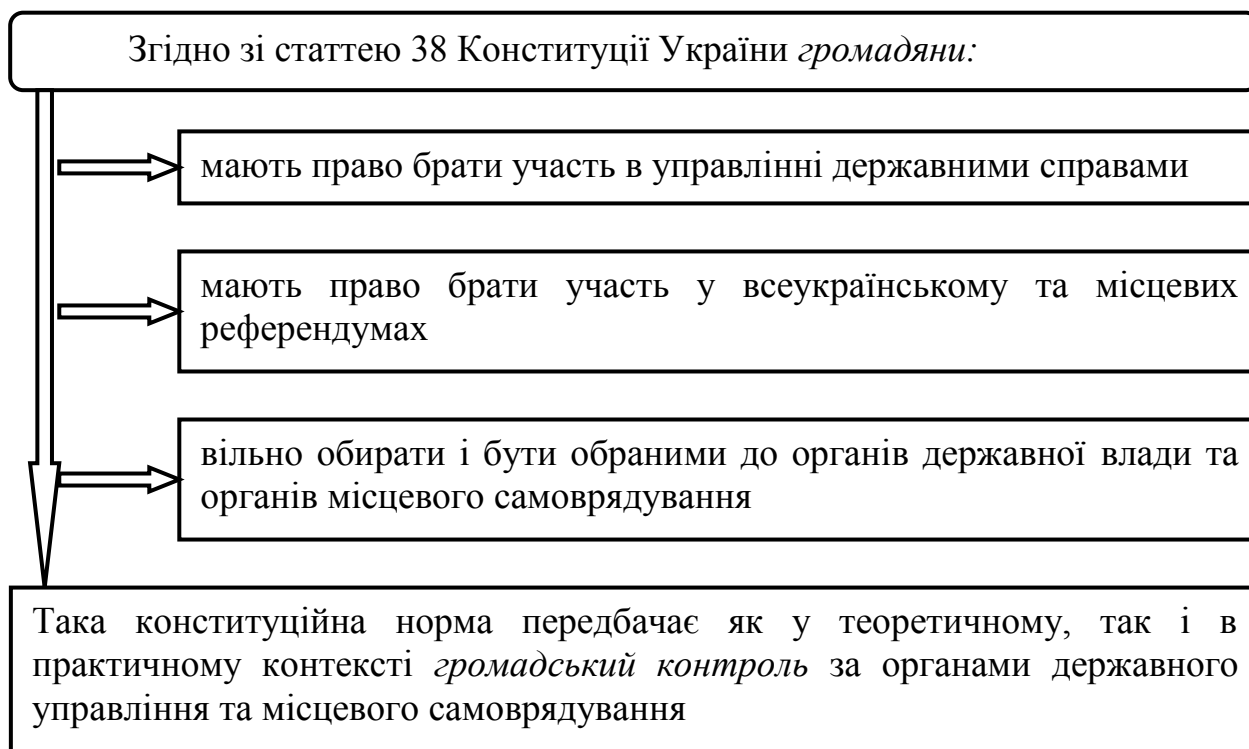 Згідно зі статтею 38 Конституції України громадяни:
мають право брати участь в управлінні державними справами
мають право брати участь у всеукраїнському та місцевих
референдумах
вільно обирати і бути обраними до органів державної влади та
органів місцевого самоврядування
Така конституційна норма передбачає як у теоретичному, так і в
практичному контексті громадський контроль за органами державного
управління та місцевого самоврядування